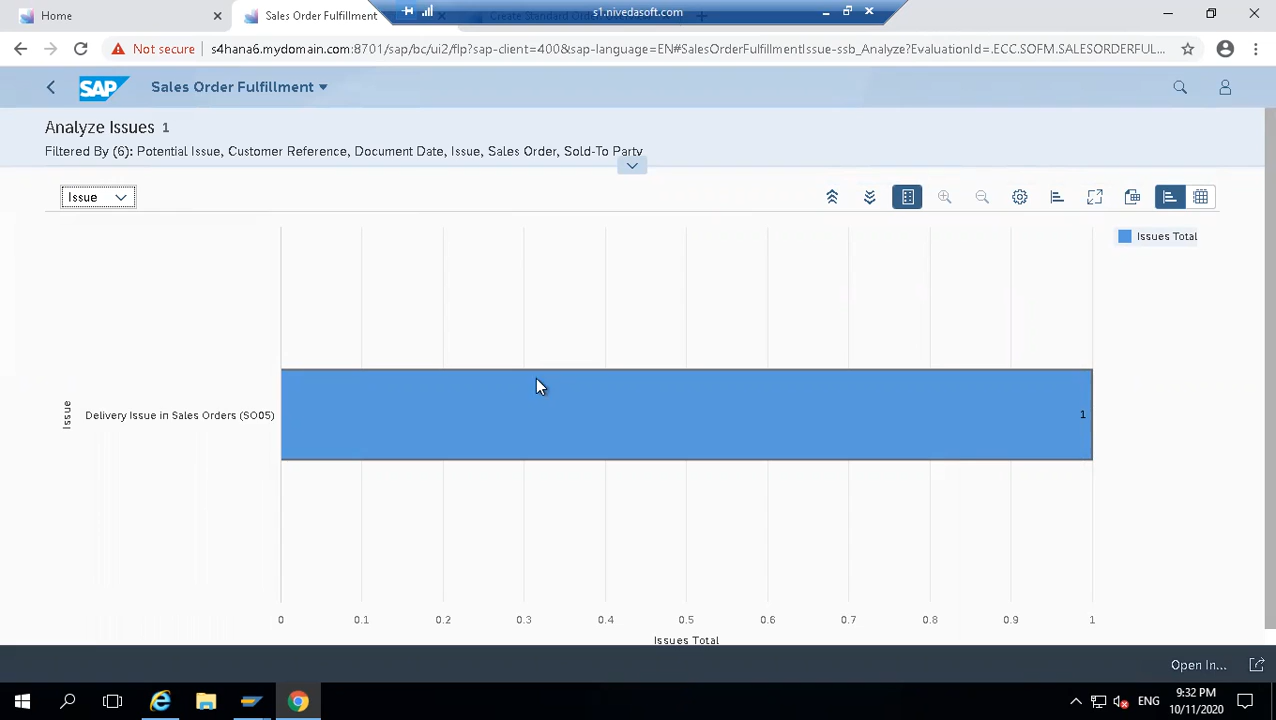 Home
Sales Order Fulfillment
Create Standard Ord
s1.nivedasoft.com
Not secure
s4hana6.mydomain.com:8701/sap/bc/ui2/flp?sap-client=400&sap-language=EN#SalesOrderFulfillmentIssue-ssb_Analyze?EvaluationId=.ECC.SOFM.SALESORDERFUL...
SAP
Sales Order Fulfillment
Analyze Issues 1
Filtered By (6): Potential Issue, Customer Reference, Document Date, Issue, Sales Order, Sold-To Party
Issue
Issues Total
Issue
Delivery Issue in Sales Orders (SO05)
1
0 0.1 0.2 0.3 0.4 0.5 0.6 0.7 0.8 0.9 1
Issues Total
Open In...
ENG
9:32 PM
10/11/2020